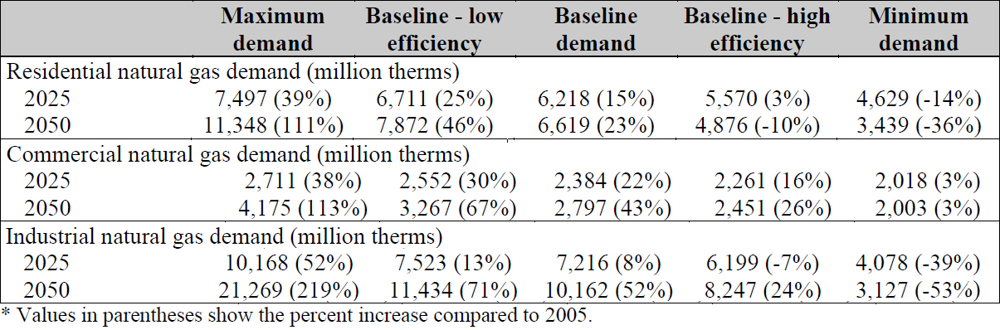 Maximum demand Baseline - low efficiency Baseline demand Baseline - high efficiency Minimum demand
Residential natural gas demand (million therms)
2025 7,497 (39%) 6,711 (25%) 6,218 (15%) 5,570 (3%) 4,629 (-14%)
2050 11,348 (111%) 7,872 (46%) 6,619 (23%) 4,876 (-10%) 3,439 (-36%)
Commercial natural gas demand (million therms)
2025 2,711 (38%) 2,552 (30%) 2,384 (22%) 2,261 (16%) 2,018 (3%)
2050 4,175 (113%) 3,267 (67%) 2,797 (43%) 2,451 (26%) 2,003 (3%)
Industrial natural gas demand (million therms)
2025 10,168 (52%) 7,523 (13%) 7,216 (8%) 6,199 (-7%) 4,078 (-39%)
2050 21,269 (219%) 11,434 (71%) 10,162 (52%) 8,247 (24%) 3,127 (-53%)
* Values in parentheses show the percent increase compared to 2005.